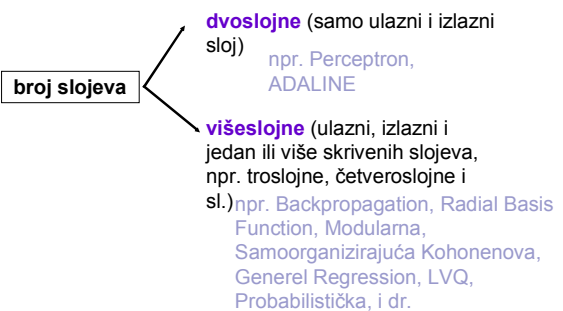 dvoslojne (samo ulazni i izlazni
sloj)
npr. Perceptron,
ADALINE
broj slojeva
višeslojne (ulazni, izlazni i
jedan ili više skrivenih slojeva,
npr. troslojne, četveroslojne i
sl.)
npr. Backpropagation, Radial Basis
Function, Modularna,
Samoorganizirajuća Kohonenova,
Generel Regression, LVQ,
Probabilistička, i dr.